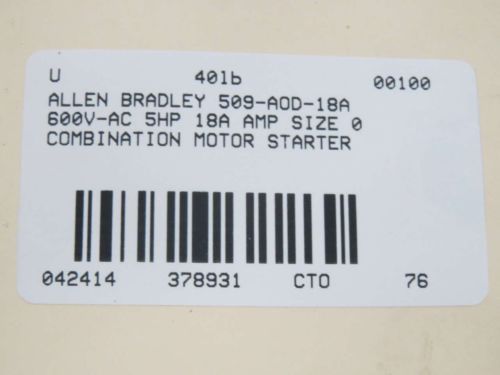 U 401b 00100
ALLEN BRADLEY 509-AOD-18A
600V-AC 5HP 18A AMP SIZE 0
COMBINATION MOTOR STARTER
042414 378931 CTO 76